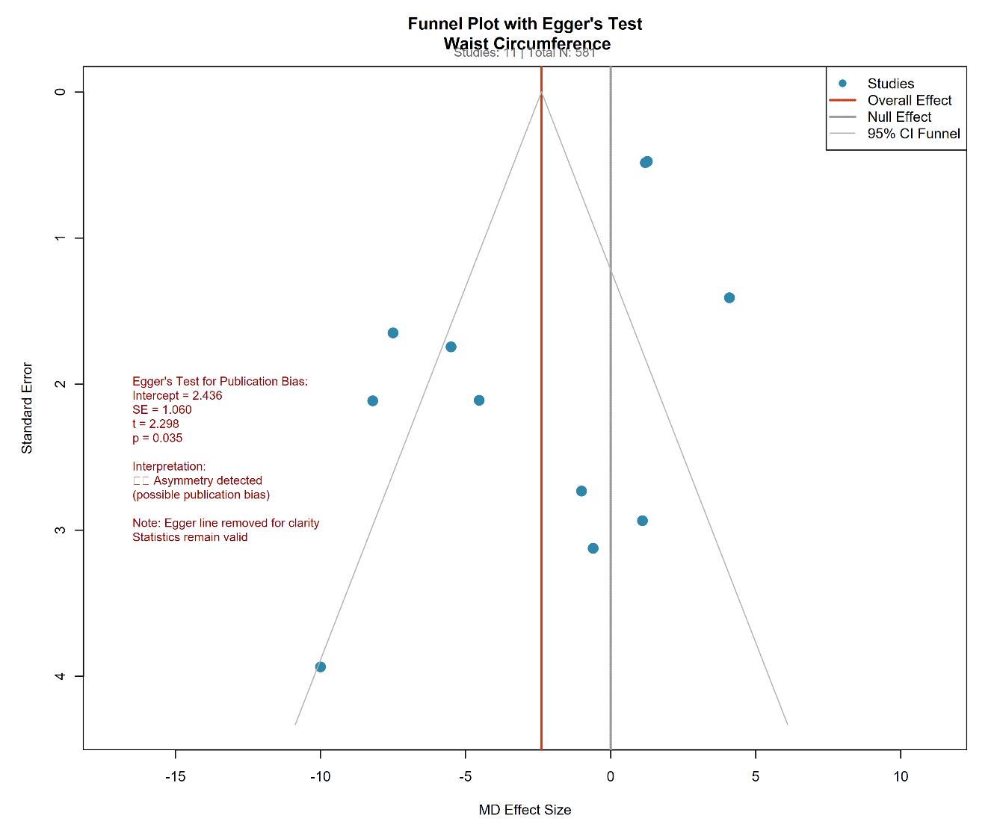 Funnel Plot with Egger's Test
Waist Circumference
Studies: 11 | Total N: 581
Studies
Overall Effect
Null Effect
95% CI Funnel
0
1
2
3
4
Standard Error
Egger's Test for Publication Bias:
Intercept = 2.436
SE = 1.060
t = 2.298
p = 0.035
Interpretation:
□□ Asymmetry detected
(possible publication bias)
Note: Egger line removed for clarity
Statistics remain valid
-15 -10 -5 0 5 10
MD Effect Size